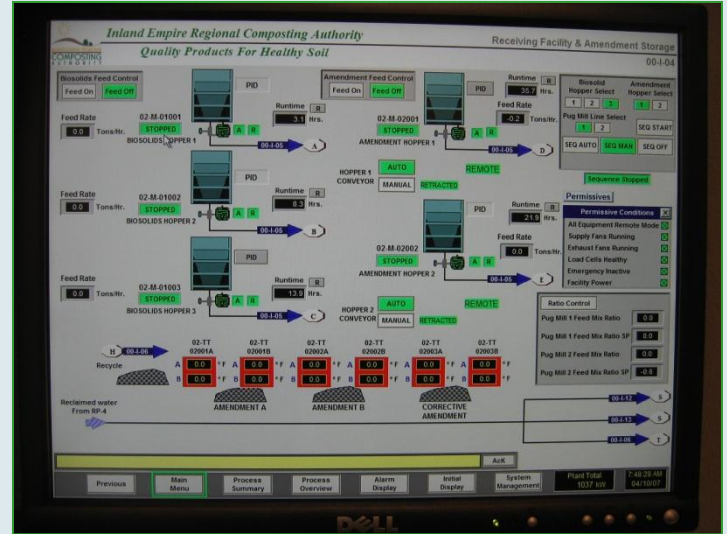 Inland Empire Regional Composting Authority
Quality Products For Healthy Soil
Receiving Facility & Amendment Storage
00-I-04
COMPOSTING
AUTHORITY
Biosolids Feed Control
Feed On Feed Off
PID
Runtime R
3.1 Hrs.
Feed Rate
0.0 Tons/Hr.
02-M-01001
STOPPED
BIOSOLIDS HOPPER 1
A R
00-I-05
A
Feed Rate
0.0 Tons/Hr.
02-M-01002
STOPPED
BIOSOLIDS HOPPER 2
PID
Runtime R
8.3 Hrs.
A R
00-I-05
B
Feed Rate
0.0 Tons/Hr.
02-M-01003
STOPPED
BIOSOLIDS HOPPER 3
PID
Runtime R
13.9 Hrs.
A R
00-I-05
C
Amendment Feed Control
Feed On Feed Off
PID
Runtime R
35.7 Hrs.
Feed Rate
-0.2 Tons/Hr.
02-M-02001
STOPPED
AMENDMENT HOPPER 1
A R
00-I-05
D
HOPPER 1
CONVEYOR
AUTO
MANUAL
RETRACTED
REMOTE
PID
Runtime R
21.9 Hrs.
Feed Rate
0.0 Tons/Hr.
02-M-02002
STOPPED
AMENDMENT HOPPER 2
A R
00-I-05
E
HOPPER 2
CONVEYOR
AUTO
MANUAL
RETRACTED
REMOTE
Biosolid
Hopper Select
1 2 3
Amendment
Hopper Select
1 2
Pug Mill Line Select
1 2
SEQ START
SEQ AUTO SEQ MAN SEQ OFF
Sequence Stopped
Permissives
Permissive Conditions X
All Equipment Remote Mode
Supply Fans Running
Exhaust Fans Running
Load Cells Healthy
Emergency Inactive
Facility Power
Ratio Control
Pug Mill 1 Feed Mix Ratio 0.0
Pug Mill 1 Feed Mix Ratio SP 0.0
Pug Mill 2 Feed Mix Ratio 0.0
Pug Mill 2 Feed Mix Ratio SP -0.8
H 00-I-06
Recycle
02-TT 02-TT 02-TT 02-TT 02-TT 02-TT
02001A 02001B 02002A 02002B 02003A 02003B
A 0.0 °F A 0.0 °F A 0.0 °F A 0.0 °F A 0.0 °F A 0.0 °F
B 0.0 °F B 0.0 °F B 0.0 °F B 0.0 °F B 0.0 °F B 0.0 °F
AMENDMENT A
AMENDMENT B
CORRECTIVE
AMENDMENT
Reclaimed water
From RP-4
00-I-12 S
00-I-13 S
00-I-06 T
AcK
Previous
Main
Menu
Process
Summary
Process
Overview
Alarm
Display
Initial
Display
System
Management
Plant Total
1037 kW
7:48:28 AM
04/10/07
DELL